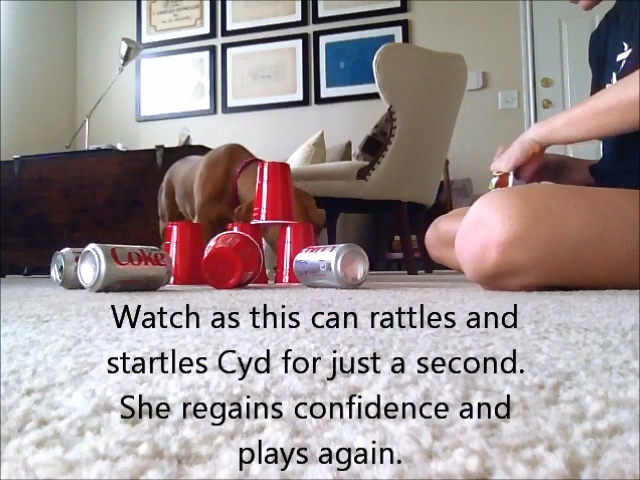 Coke
Watch as this can rattles and
startles Cyd for just a second.
She regains confidence and
plays again.